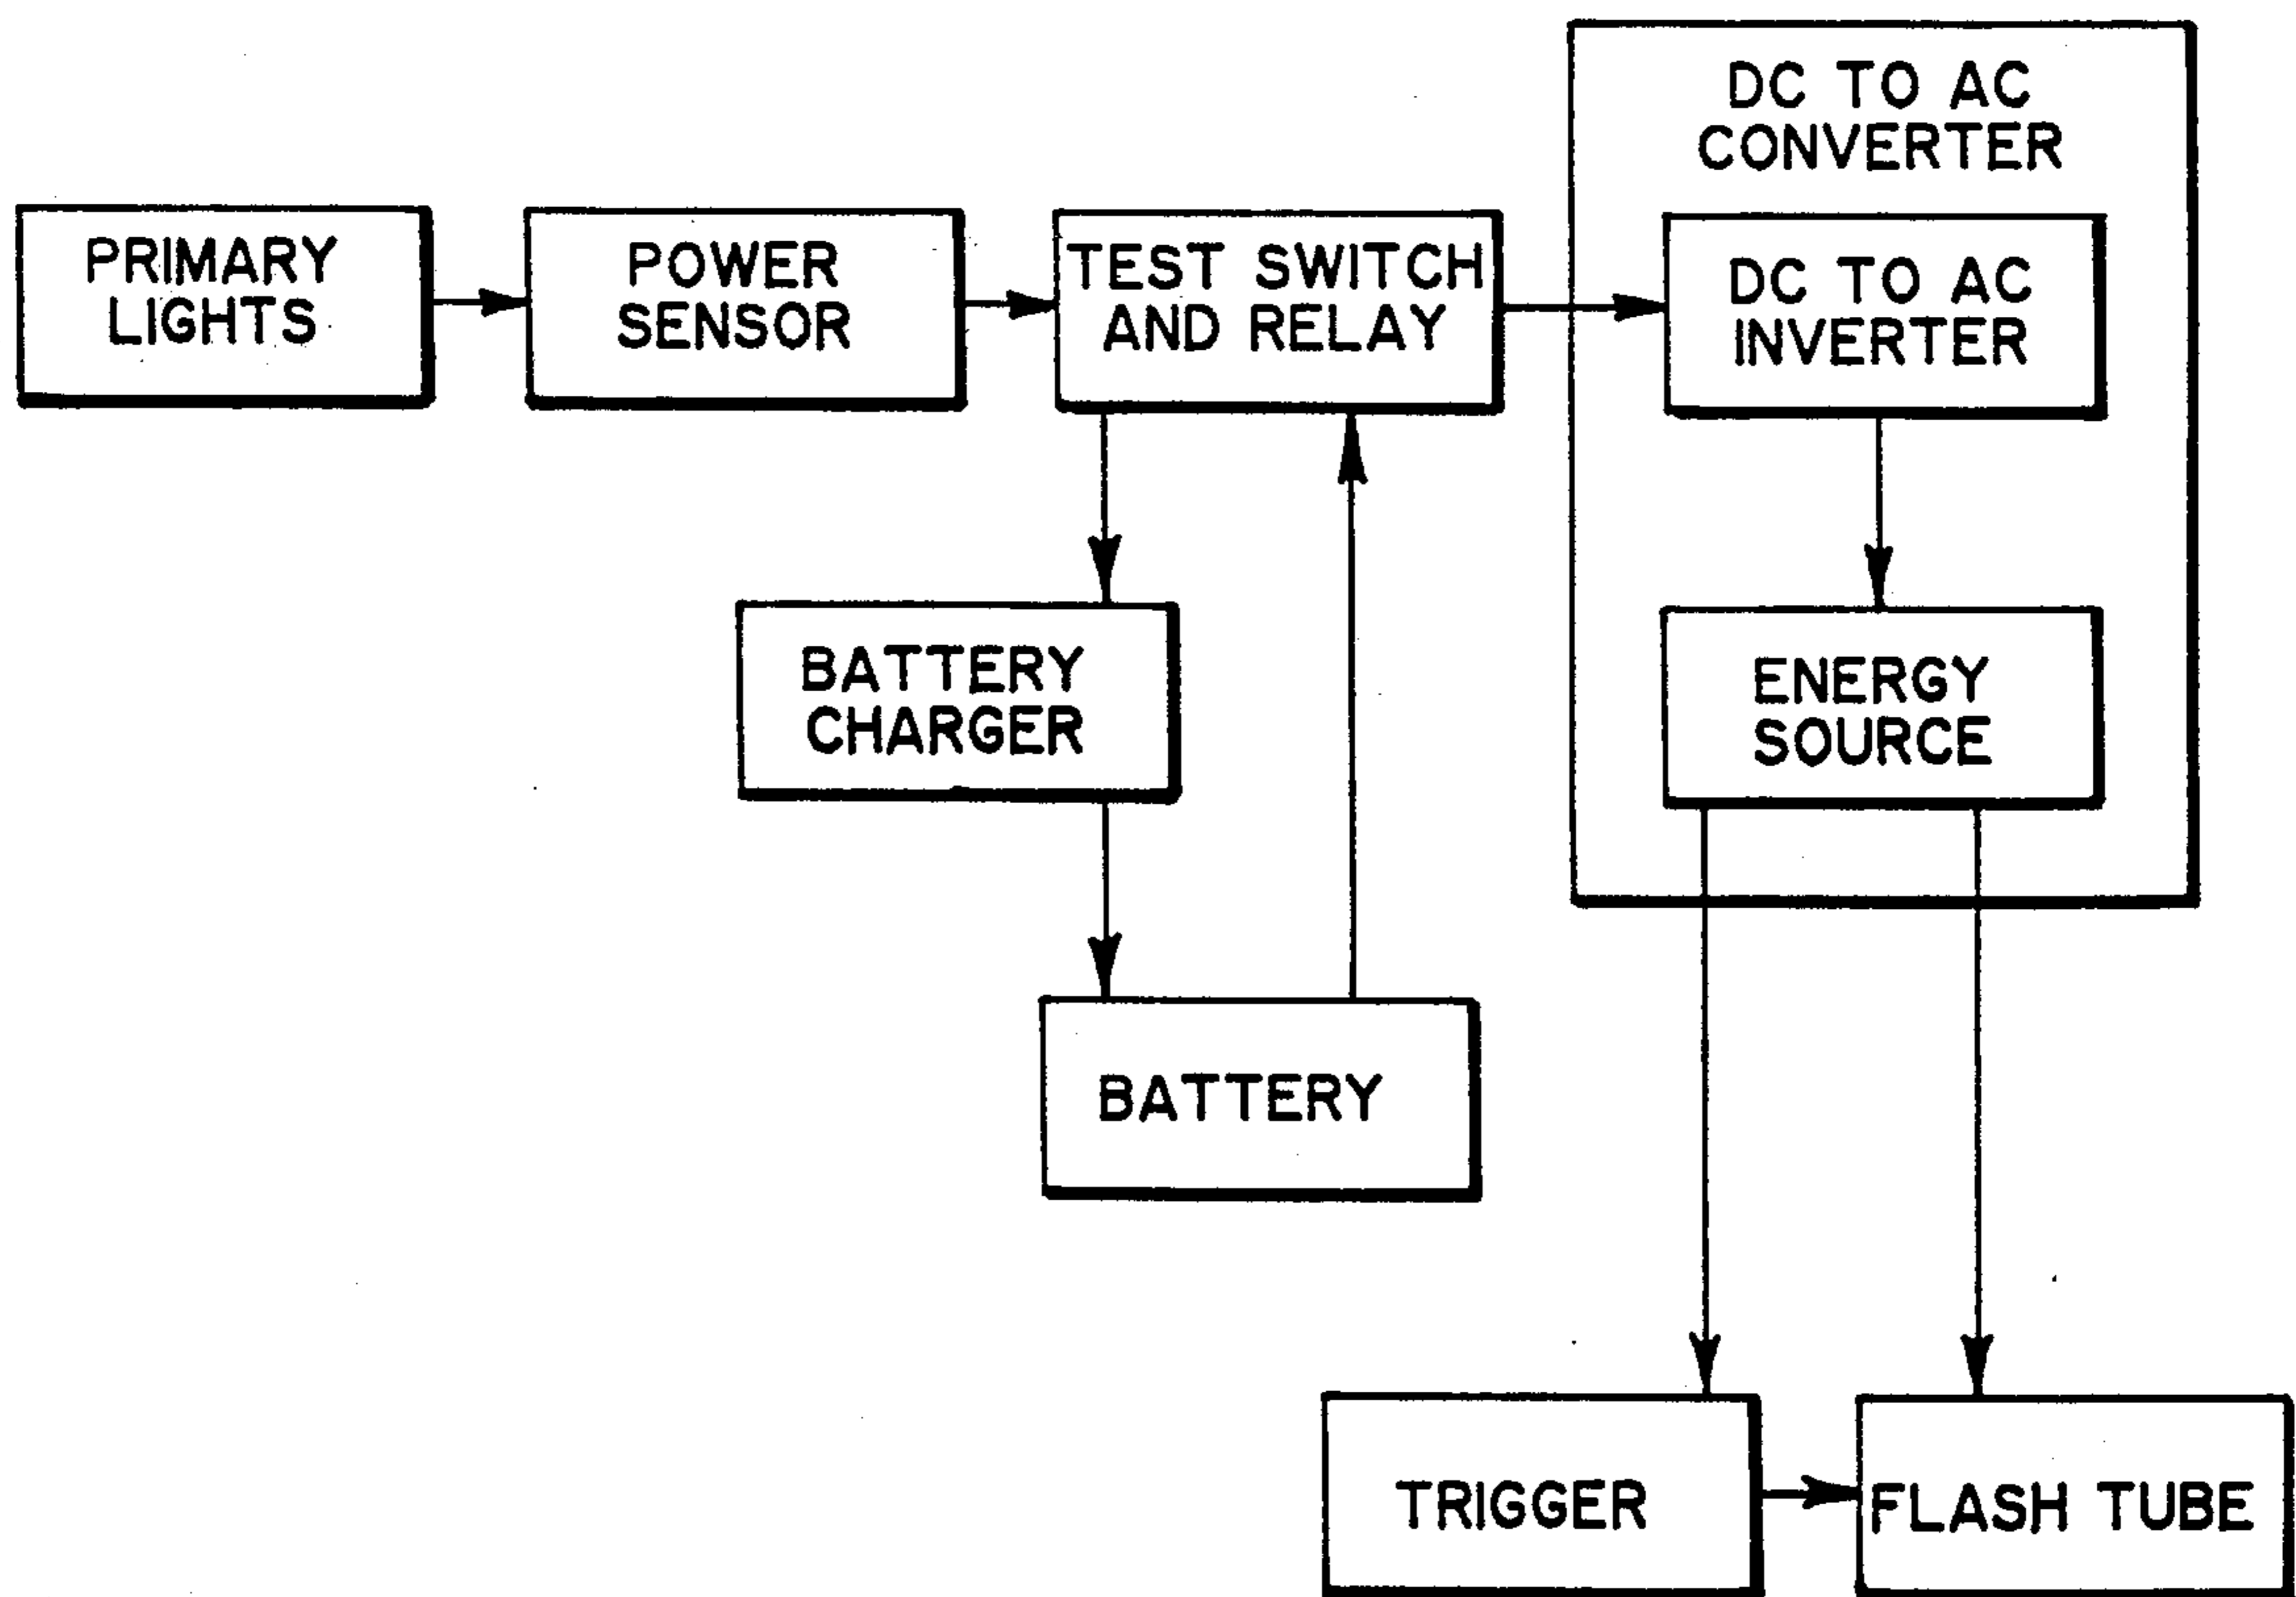 DC TO AC
CONVERTER
PRIMARY
LIGHTS
POWER
SENSOR
TEST SWITCH
AND RELAY
DC TO AC
INVERTER
BATTERY
CHARGER
ENERGY
SOURCE
BATTERY
TRIGGER
FLASH TUBE